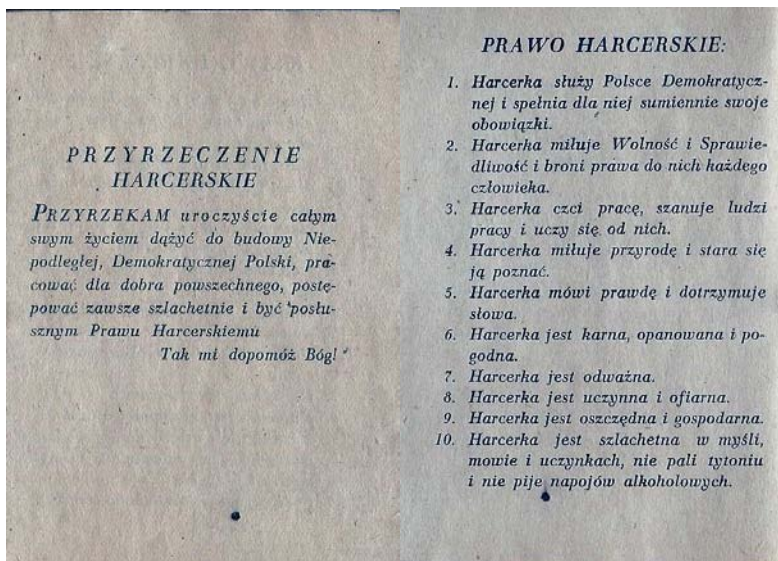 PRZYRZECZENIE
HARCERSKIE
PRZYRZEKAM uroczyście całym
swym życiem dążyć do budowy Nie-
podległej, Demokratycznej Polski, pra-
cować dla dobra powszechnego, postę-
pować zawsze szlachetnie i być posłu-
sznym Prawu Harcerskiemu
Tak mi dopomóż Bóg!
PRAWO HARCERSKIE:
1. Harcerka służy Polsce Demokratycz-
nej i spełnia dla niej sumiennie swoje
obowiązki.
2. Harcerka miłuje Wolność i Sprawie-
dliwość i broni prawa do nich każdego
człowieka.
3. Harcerka czci pracę, szanuje ludzi
pracy i uczy się od nich.
4. Harcerka miłuje przyrodę i stara się
ją poznać.
5. Harcerka mówi prawdę i dotrzymuje
słowa.
6. Harcerka jest karna, opanowana i po-
godna.
7. Harcerka jest odważna.
8. Harcerka jest uczynna i ofiarna.
9. Harcerka jest oszczędna i gospodarna.
10. Harcerka jest szlachetna w myśli,
mowie i uczynkach, nie pali tytoniu
i nie pije napojów alkoholowych.